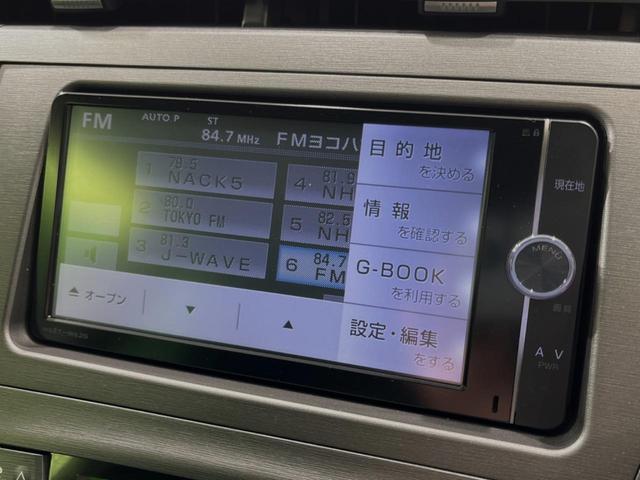 FM
AUTO.P
ST
84.7 MHz
FMヨコハ
1 79.5 NACK5
2 80.0 TOKYO FM
3 81.3 J-WAVE
4 81.9 NH
5 82.5 NH
6 84.7 FM
目的地
を決める
情報
を確認する
G-BOOK
を利用する
設定・編集
をする
オープン
現在地
MENU
画面
AV
PWR